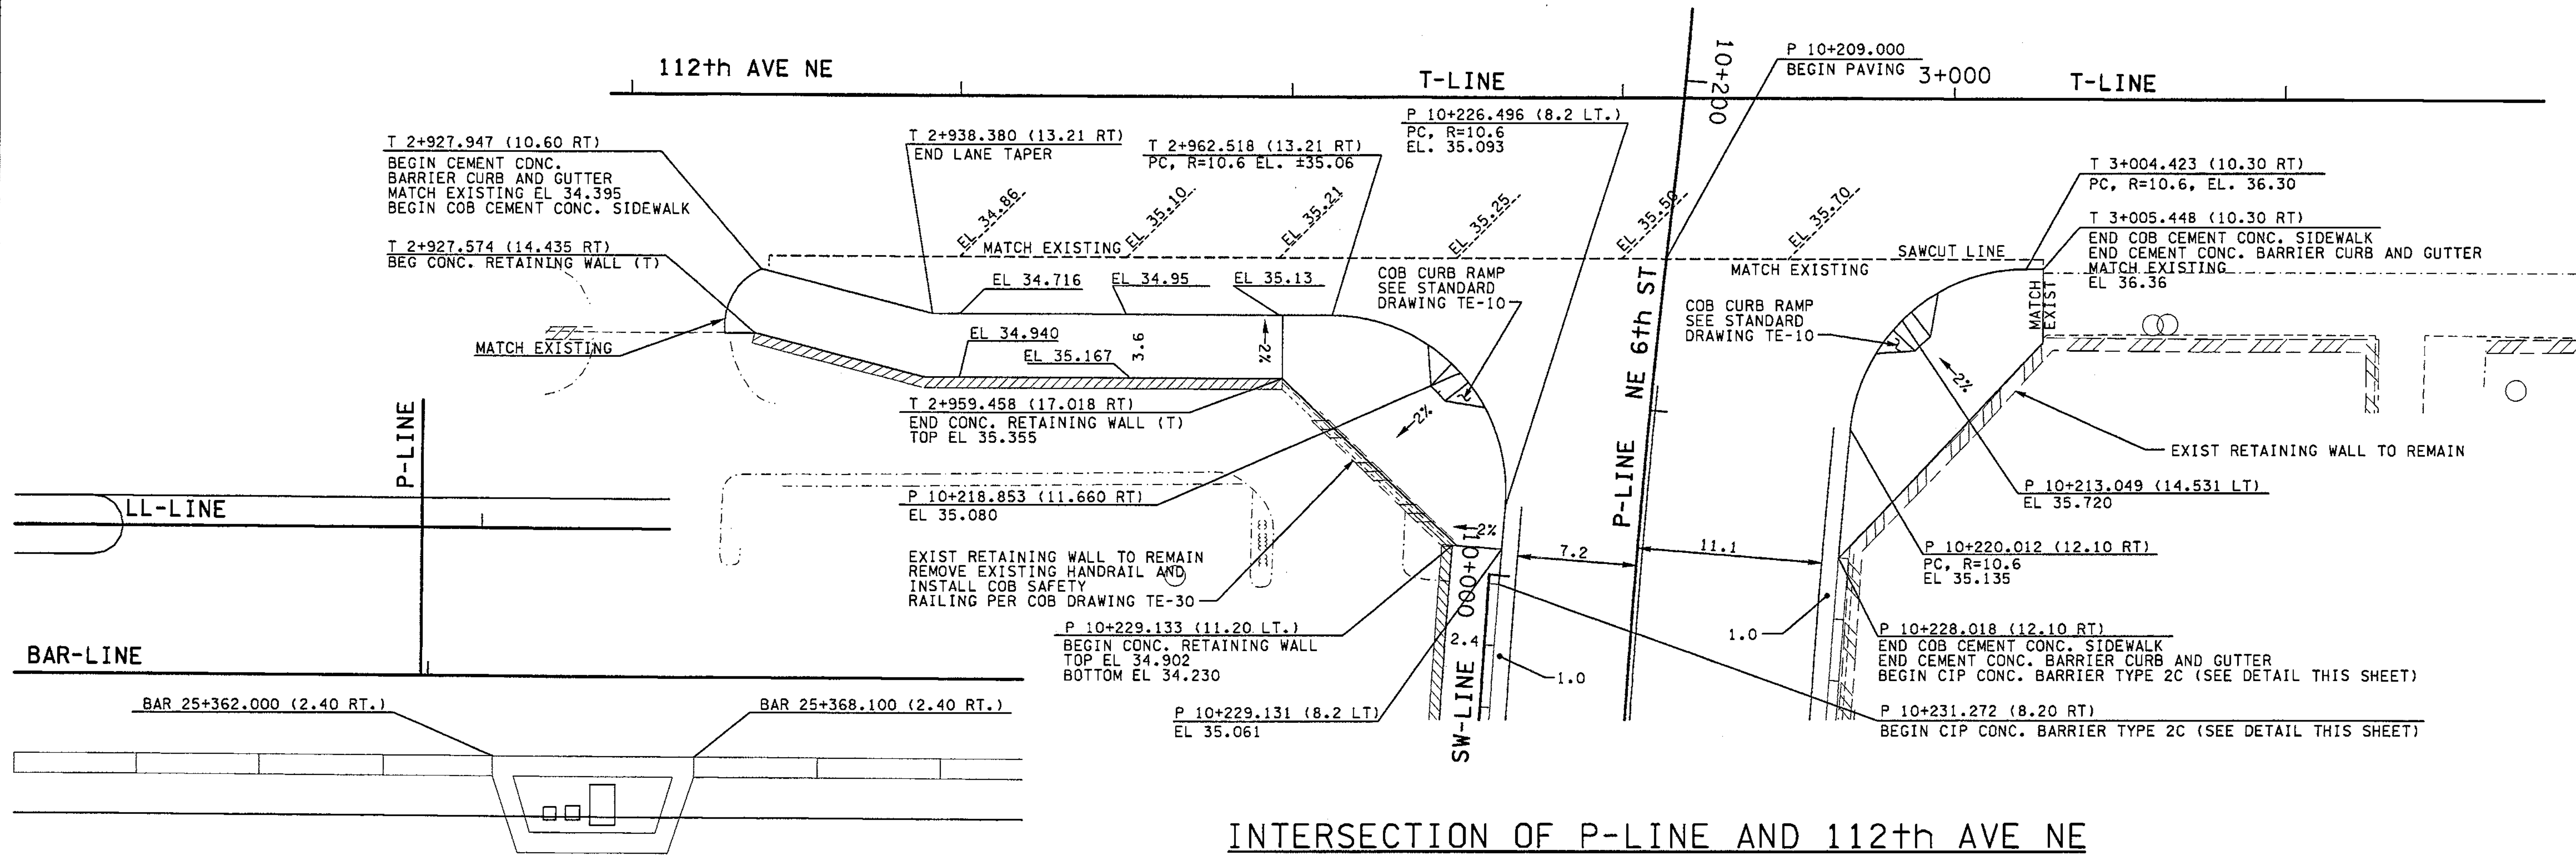 112th AVE NE
T-LINE
10+200
P 10+209.000
BEGIN PAVING
3+000
T-LINE
T 2+927.947 (10.60 RT)
BEGIN CEMENT CONC.
BARRIER CURB AND GUTTER
MATCH EXISTING EL 34.395
BEGIN COB CEMENT CONC. SIDEWALK
T 2+927.574 (14.435 RT)
BEG CONC. RETAINING WALL (T)
MATCH EXISTING
T 2+938.380 (13.21 RT)
END LANE TAPER
T 2+962.518 (13.21 RT)
PC, R=10.6 EL. ±35.06
P 10+226.496 (8.2 LT.)
PC, R=10.6
EL. 35.093
EL 34.86
EL 35.10
EL 35.21
EL 35.25
EL 35.50
EL 35.70
MATCH EXISTING
MATCH EXISTING
SAWCUT LINE
T 3+004.423 (10.30 RT)
PC, R=10.6, EL. 36.30
T 3+005.448 (10.30 RT)
END COB CEMENT CONC. SIDEWALK
END CEMENT CONC. BARRIER CURB AND GUTTER
MATCH EXISTING
EL 36.36
MATCH
EXIST
EL 34.716
EL 34.95
EL 35.13
EL 34.940
EL 35.167
3.6
2%
COB CURB RAMP
SEE STANDARD
DRAWING TE-10
COB CURB RAMP
SEE STANDARD
DRAWING TE-10
P-LINE NE 6th ST
2%
2%
T 2+959.458 (17.018 RT)
END CONC. RETAINING WALL (T)
TOP EL 35.355
P 10+218.853 (11.660 RT)
EL 35.080
EXIST RETAINING WALL TO REMAIN
REMOVE EXISTING HANDRAIL AND
INSTALL COB SAFETY
RAILING PER COB DRAWING TE-30
EXIST RETAINING WALL TO REMAIN
P 10+213.049 (14.531 LT)
EL 35.720
P 10+220.012 (12.10 RT)
PC, R=10.6
EL 35.135
2%
7.2
11.1
10+000
2.4
SW-LINE
1.0
1.0
P 10+229.133 (11.20 LT.)
BEGIN CONC. RETAINING WALL
TOP EL 34.902
BOTTOM EL 34.230
P 10+229.131 (8.2 LT)
EL 35.061
P 10+228.018 (12.10 RT)
END COB CEMENT CONC. SIDEWALK
END CEMENT CONC. BARRIER CURB AND GUTTER
BEGIN CIP CONC. BARRIER TYPE 2C (SEE DETAIL THIS SHEET)
P 10+231.272 (8.20 RT)
BEGIN CIP CONC. BARRIER TYPE 2C (SEE DETAIL THIS SHEET)
P-LINE
LL-LINE
BAR-LINE
BAR 25+362.000 (2.40 RT.)
BAR 25+368.100 (2.40 RT.)
INTERSECTION OF P-LINE AND 112th AVE NE